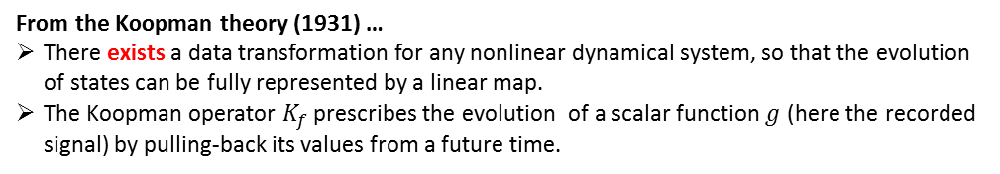 From the Koopman theory (1931) ...
➢ There exists a data transformation for any nonlinear dynamical system, so that the evolution
of states can be fully represented by a linear map.
➢ The Koopman operator K_f prescribes the evolution of a scalar function g (here the recorded
signal) by pulling-back its values from a future time.